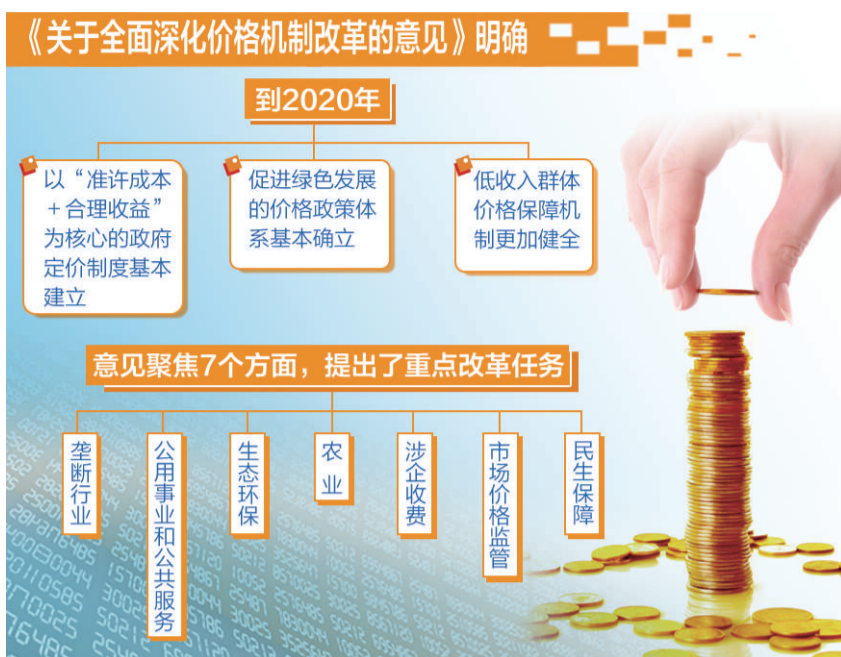 《关于全面深化价格机制改革的意见》明确
到2020年
以“准许成本
+合理收益”
为核心的政府
定价制度基本
建立
促进绿色发展
的价格政策体
系基本确立
低收入群体
价格保障机
制更加健全
意见聚焦7个方面，提出了重点改革任务
垄断行业
公用事业和公共服务
生态环保
农业
涉企收费
市场价格监管
民生保障